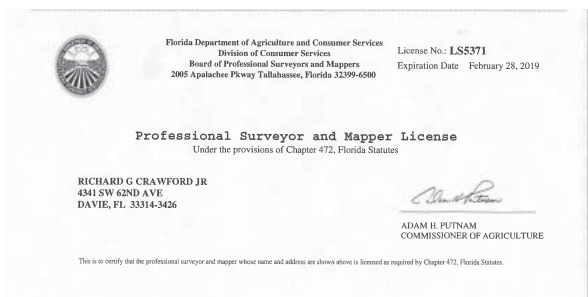 Florida Department of Agriculture and Consumer Services
Division of Consumer Services
Board of Professional Surveyors and Mappers
2005 Apalachee Pkway Tallahassee, Florida 32399-6500
License No.: LS5371
Expiration Date February 28, 2019
Professional Surveyor and Mapper License
Under the provisions of Chapter 472, Florida Statutes
RICHARD G CRAWFORD JR
4341 SW 62ND AVE
DAVIE, FL 33314-3426
ADAM H. PUTNAM
COMMISSIONER OF AGRICULTURE
This is to certify that the professional surveyor and mapper whose name and address are shown above is licensed as required by Chapter 472, Florida Statutes.